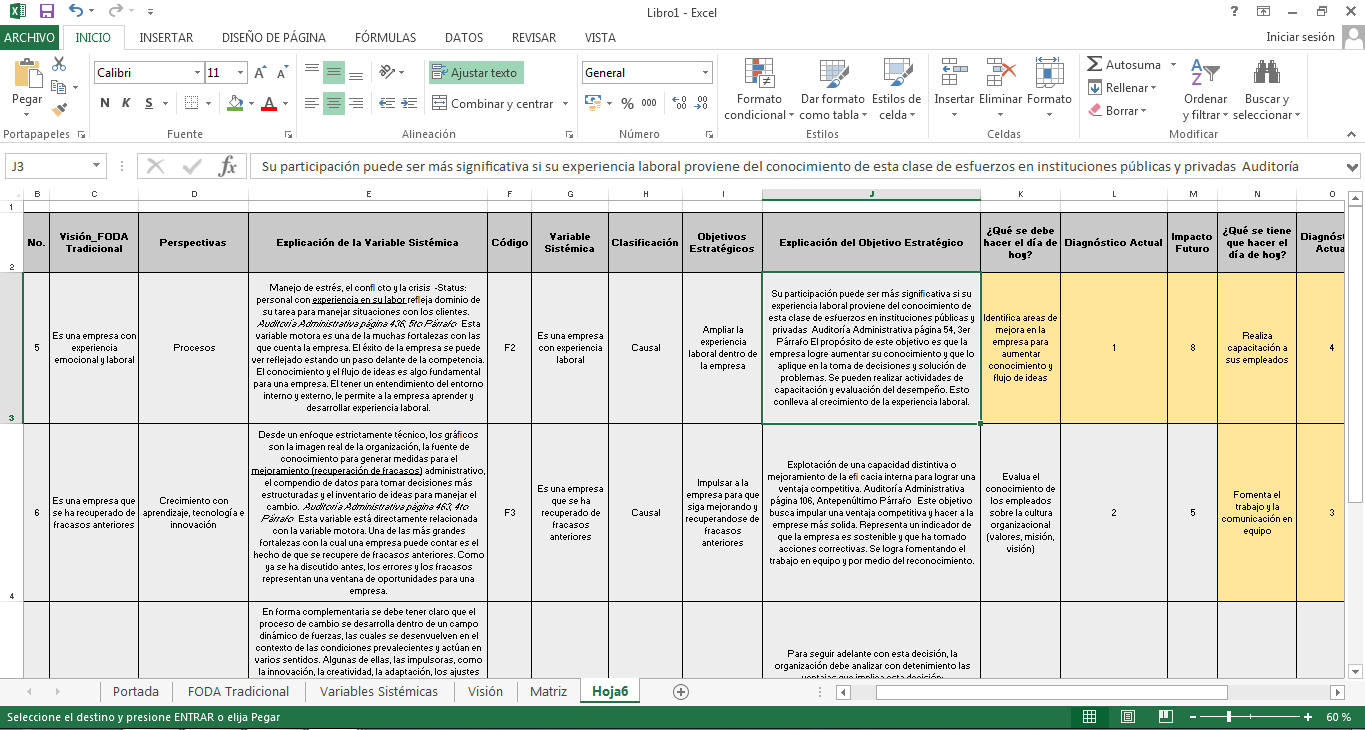 Libro1 - Excel
ARCHIVO INICIO INSERTAR DISEÑO DE PÁGINA FÓRMULAS DATOS REVISAR VISTA Iniciar sesión
Calibri 11 Ajustar texto General Autosuma
Pegar Rellenar
N K S Combinar y centrar % 000 Borrar
Formato condicional Dar formato como tabla Estilos de celda Insertar Eliminar Formato Ordenar y filtrar Buscar y seleccionar
Portapapeles Fuente Alineación Número Estilos Celdas Modificar
J3 fx Su participación puede ser más significativa si su experiencia laboral proviene del conocimiento de esta clase de esfuerzos en instituciones públicas y privadas Auditoría
B C D E F G H I J K L M N O
1
2
No.
Visión_FODA
Tradicional
Perspectivas
Explicación de la Variable Sistémica
Código
Variable
Sistémica
Clasificación
Objetivos
Estratégicos
Explicación del Objetivo Estratégico
¿Qué se debe
hacer el día de
hoy?
Diagnóstico Actual
Impacto
Futuro
¿Qué se tiene
que hacer el
día de hoy?
Diagnóst
Actua
3
5
Es una empresa con
experiencia
emocional y laboral
Procesos
Manejo de estrés, el confl cto y la crisis -Status:
personal con experiencia en su labor refleja dominio de
su tarea para manejar situaciones con los clientes.
Auditoría Administrativa página 436, 5to Párrafo Esta
variable motora es una de la muchas fortalezas con las
que cuenta la empresa. El éxito de la empresa se puede
ver reflejado estando un paso delante de la competencia.
El conocimiento y el flujo de ideas es algo fundamental
para una empresa. El tener un entendimiento del entorno
interno y externo, le permite a la empresa aprender y
desarrollar experiencia laboral.
F2
Es una empresa
con experiencia
laboral
Causal
Ampliar la
experiencia
laboral dentro de
la empresa
Su participación puede ser más significativa si su
experiencia laboral proviene del conocimiento de
esta clase de esfuerzos en instituciones públicas y
privadas Auditoría Administrativa página 54, 3er
Párrafo El propósito de este objetivo es que la
empresa logre aumentar su conocimiento y que lo
aplique en la toma de decisiones y solución de
problemas. Se pueden realizar actividades de
capacitación y evaluación del desempeño. Esto
conlleva al crecimiento de la experiencia laboral.
Identifica areas de
mejora en la
empresa para
aumentar
conocimiento y
flujo de ideas
1
8
Realiza
capacitación a
sus empleados
4
4
6
Es una empresa que
se ha recuperado de
fracasos anteriores
Crecimiento con
aprendizaje, tecnología e
innovación
Desde un enfoque estrictamente técnico, los gráficos
son la imagen real de la organización, la fuente de
conocimiento para generar medidas para el
mejoramiento (recuperación de fracasos) administrativo,
el compendio de datos para tomar decisiones más
estructuradas y el inventario de ideas para manejar el
cambio. Auditoría Administrativa página 463, 4to
Párrafo Esta variable está directamente relacionada
con la variable motora. Una de las más grandes
fortalezas con la cual una empresa puede contar es el
hecho de que se recupere de fracasos anteriores. Como
ya se ha discutido antes, los errores y los fracasos
representan una ventana de oportunidades para una
empresa.
F3
Es una empresa
que se ha
recuperado de
fracasos
anteriores
Causal
Impulsar a la
empresa para que
siga mejorando y
recuperandose de
fracasos
anteriores
Explotación de una capacidad distintiva o
mejoramiento de la efi cacia interna para lograr una
ventaja competitiva. Auditoría Administrativa
página 106, Antepenúltimo Párrafo Este objetivo
busca impular una ventaja competitiva y hacer a la
emprese más solida. Representa un indicador de
que la empresa es sostenible y que ha tomado
acciones correctivas. Se logra fomentando el
trabajo en equipo y por medio del reconocimiento.
Evalua el
conocimiento de
los empleados
sobre la cultura
organizacional
(valores, misión,
visión)
2
5
Fomenta el
trabajo y la
comunicación en
equipo
3
En forma complementaria se debe tener claro que el
proceso de cambio se desarrolla dentro de un campo
dinámico de fuerzas, las cuales se desenvuelven en el
contexto de las condiciones prevalecientes y actúan en
varios sentidos. Algunas de ellas, las impulsoras, como
la innovación, la creatividad, la adaptación, los ajustes
Para seguir adelante con esta decisión, la
organización debe analizar con detenimiento las
ventajas que implica esta decisión;
Portada FODA Tradicional Variables Sistémicas Visión Matriz Hoja6
Seleccione el destino y presione ENTRAR o elija Pegar 60 %